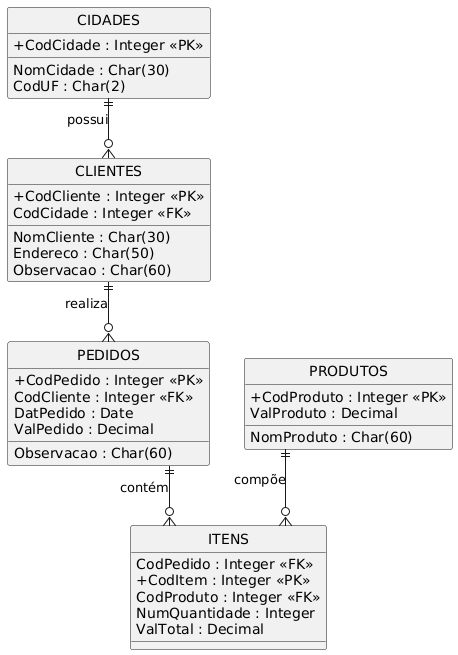 CIDADES
+CodCidade : Integer «PK»
NomCidade : Char(30)
CodUF : Char(2)
possui
CLIENTES
+CodCliente : Integer «PK»
CodCidade : Integer «FK»
NomCliente : Char(30)
Endereco : Char(50)
Observacao : Char(60)
realiza
PEDIDOS
+CodPedido : Integer «PK»
CodCliente : Integer «FK»
DatPedido : Date
ValPedido : Decimal
Observacao : Char(60)
PRODUTOS
+CodProduto : Integer «PK»
ValProduto : Decimal
NomProduto : Char(60)
contém
compõe
ITENS
CodPedido : Integer «FK»
+CodItem : Integer «PK»
CodProduto : Integer «FK»
NumQuantidade : Integer
ValTotal : Decimal